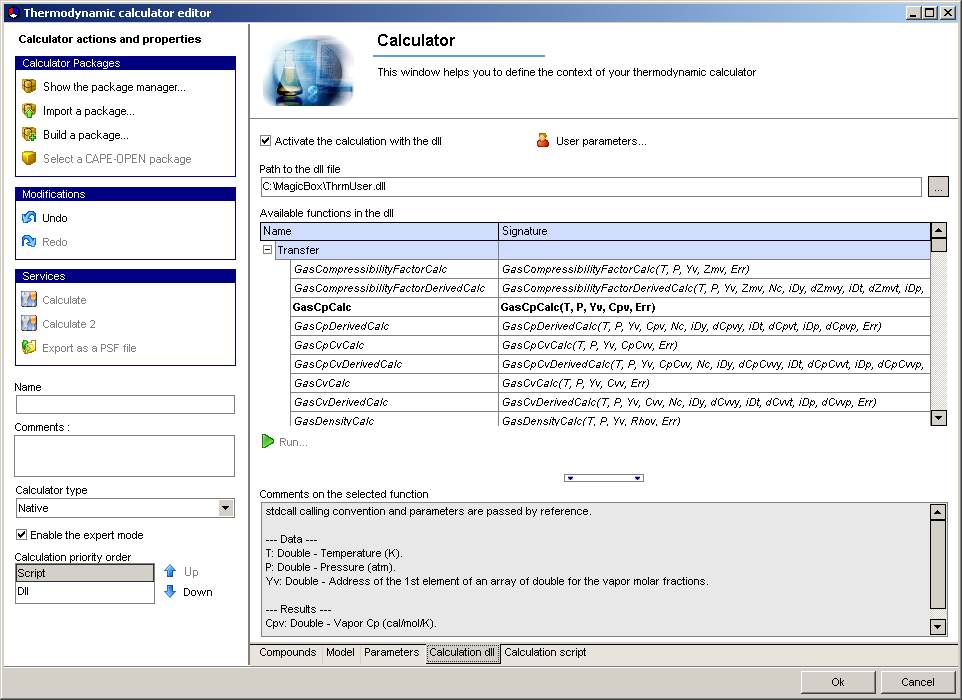 Thermodynamic calculator editor
Calculator actions and properties
Calculator Packages
Show the package manager...
Import a package...
Build a package...
Select a CAPE-OPEN package
Modifications
Undo
Redo
Services
Calculate
Calculate 2
Export as a PSF file
Name
Comments :
Calculator type
Native
Enable the expert mode
Calculation priority order
Script
Dll
Up
Down
Calculator
This window helps you to define the context of your thermodynamic calculator
Activate the calculation with the dll
User parameters...
Path to the dll file
C:\MagicBox\ThrmUser.dll
...
Available functions in the dll
Name Signature
Transfer
GasCompressibilityFactorCalc GasCompressibilityFactorCalc(T, P, Yv, Zmv, Err)
GasCompressibilityFactorDerivedCalc GasCompressibilityFactorDerivedCalc(T, P, Yv, Zmv, Nc, iDy, dZmvy, iDt, dZmvt, iDp,
GasCpCalc GasCpCalc(T, P, Yv, Cpv, Err)
GasCpDerivedCalc GasCpDerivedCalc(T, P, Yv, Cpv, Nc, iDy, dCpvy, iDt, dCpvt, iDp, dCpvp, Err)
GasCpCvCalc GasCpCvCalc(T, P, Yv, CpCvv, Err)
GasCpCvDerivedCalc GasCpCvDerivedCalc(T, P, Yv, CpCvv, Nc, iDy, dCpCvvy, iDt, dCpCvvt, iDp, dCpCvvp,
GasCvCalc GasCvCalc(T, P, Yv, Cvv, Err)
GasCvDerivedCalc GasCvDerivedCalc(T, P, Yv, Cvv, Nc, iDy, dCvvy, iDt, dCvvt, iDp, dCvvp, Err)
GasDensityCalc GasDensityCalc(T, P, Yv, Rhov, Err)
Run...
Comments on the selected function
stdcall calling convention and parameters are passed by reference.
--- Data ---
T: Double - Temperature (K).
P: Double - Pressure (atm).
Yv: Double - Address of the 1st element of an array of double for the vapor molar fractions.
--- Results ---
Cpv: Double - Vapor Cp (cal/mol/K).
Compounds Model Parameters Calculation dll Calculation script
Ok Cancel